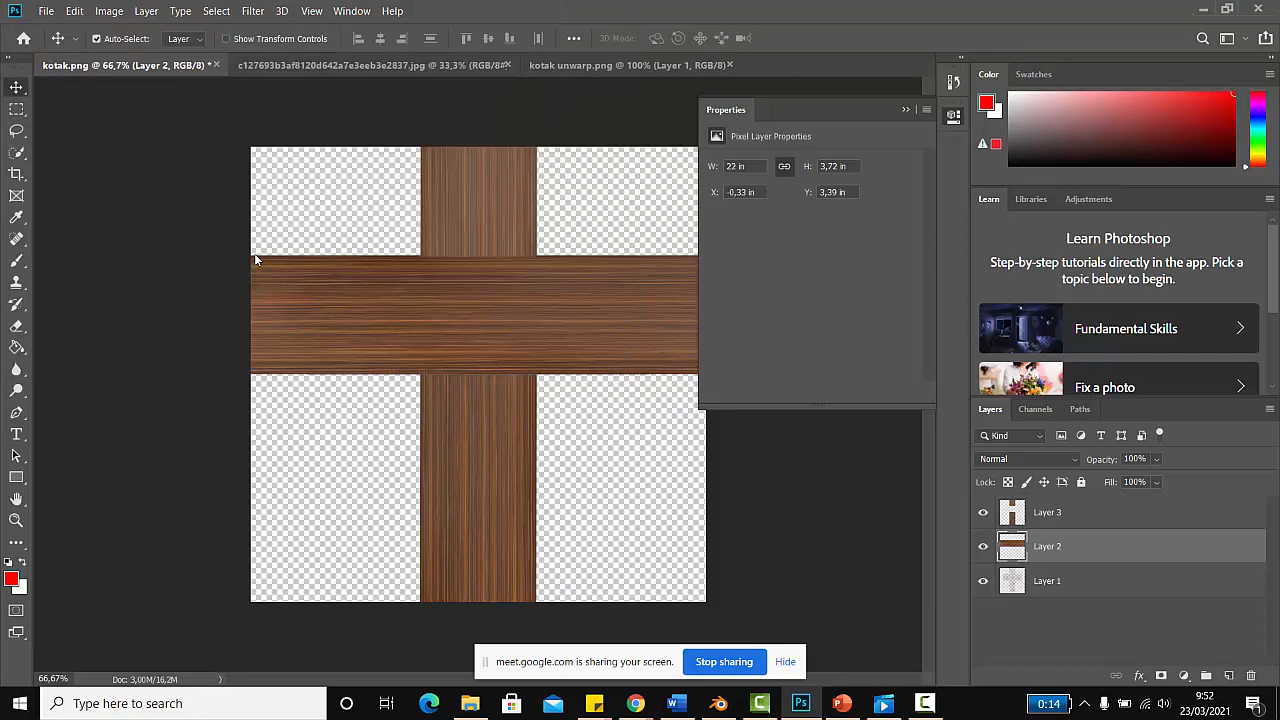 Ps File Edit Image Layer Type Select Filter 3D View Window Help
Auto-Select: Layer Show Transform Controls 3D Mode:
kotak.png @ 66,7% (Layer 2, RGB/8) * × c127693b3af8120d642a7e3eeb3e2837.jpg @ 33,3% (RGB/8#) × kotak unwarp.png @ 100% (Layer 1, RGB/8) ×
Color Swatches
Properties
Pixel Layer Properties
W: 22 in H: 3,72 in
X: -0,33 in Y: 3,39 in
Learn Libraries Adjustments
Learn Photoshop
Step-by-step tutorials directly in the app. Pick a
topic below to begin.
Fundamental Skills
Fix a photo
Layers Channels Paths
Kind
Normal Opacity: 100%
Lock: Fill: 100%
Layer 3
Layer 2
Layer 1
meet.google.com is sharing your screen. Stop sharing Hide
66,67% Doc: 3,00M/16,2M
Type here to search
0:14
9:52
23/03/2021